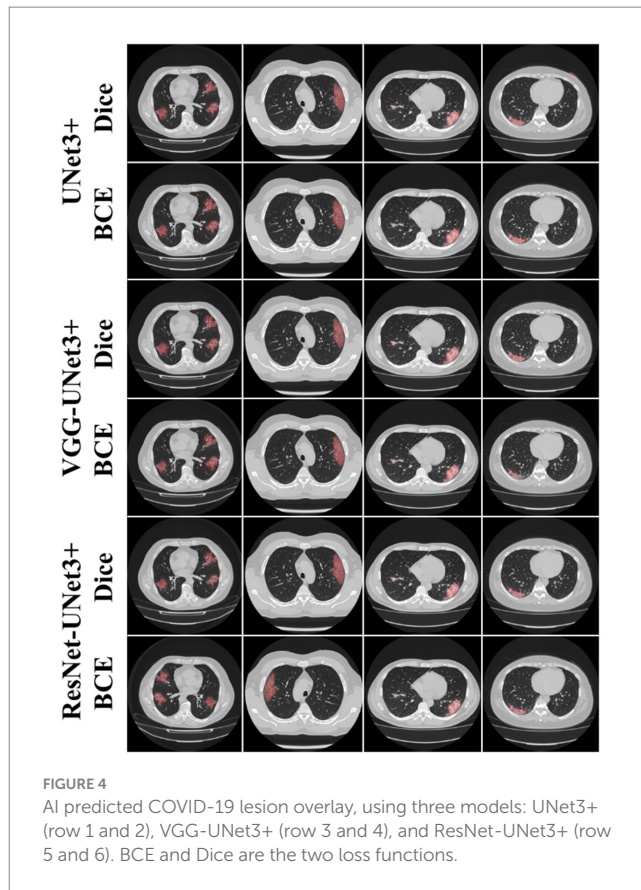 UNet3+
Dice
BCE
VGG-UNet3+
Dice
BCE
ResNet-UNet3+
Dice
BCE
FIGURE 4
AI predicted COVID-19 lesion overlay, using three models: UNet3+
(row 1 and 2), VGG-UNet3+ (row 3 and 4), and ResNet-UNet3+ (row
5 and 6). BCE and Dice are the two loss functions.